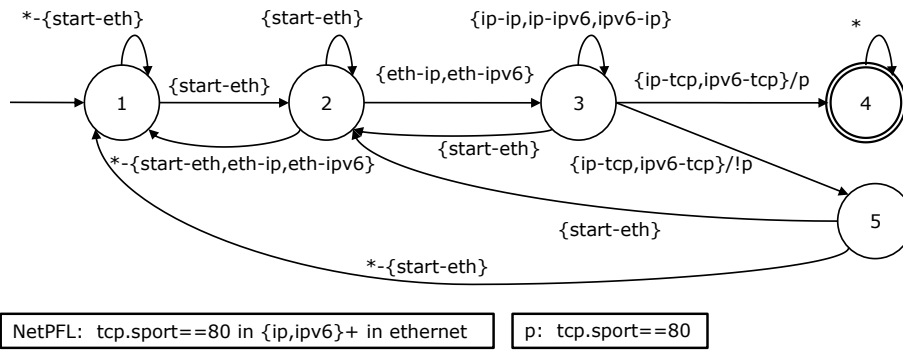 *-{start-eth}
{start-eth}
{ip-ip,ip-ipv6,ipv6-ip}
*
{start-eth}
{eth-ip,eth-ipv6}
{ip-tcp,ipv6-tcp}/p
1
2
3
4
{start-eth}
*-{start-eth,eth-ip,eth-ipv6}
{ip-tcp,ipv6-tcp}/!p
5
{start-eth}
*-{start-eth}
NetPFL: tcp.sport==80 in {ip,ipv6}+ in ethernet
p: tcp.sport==80